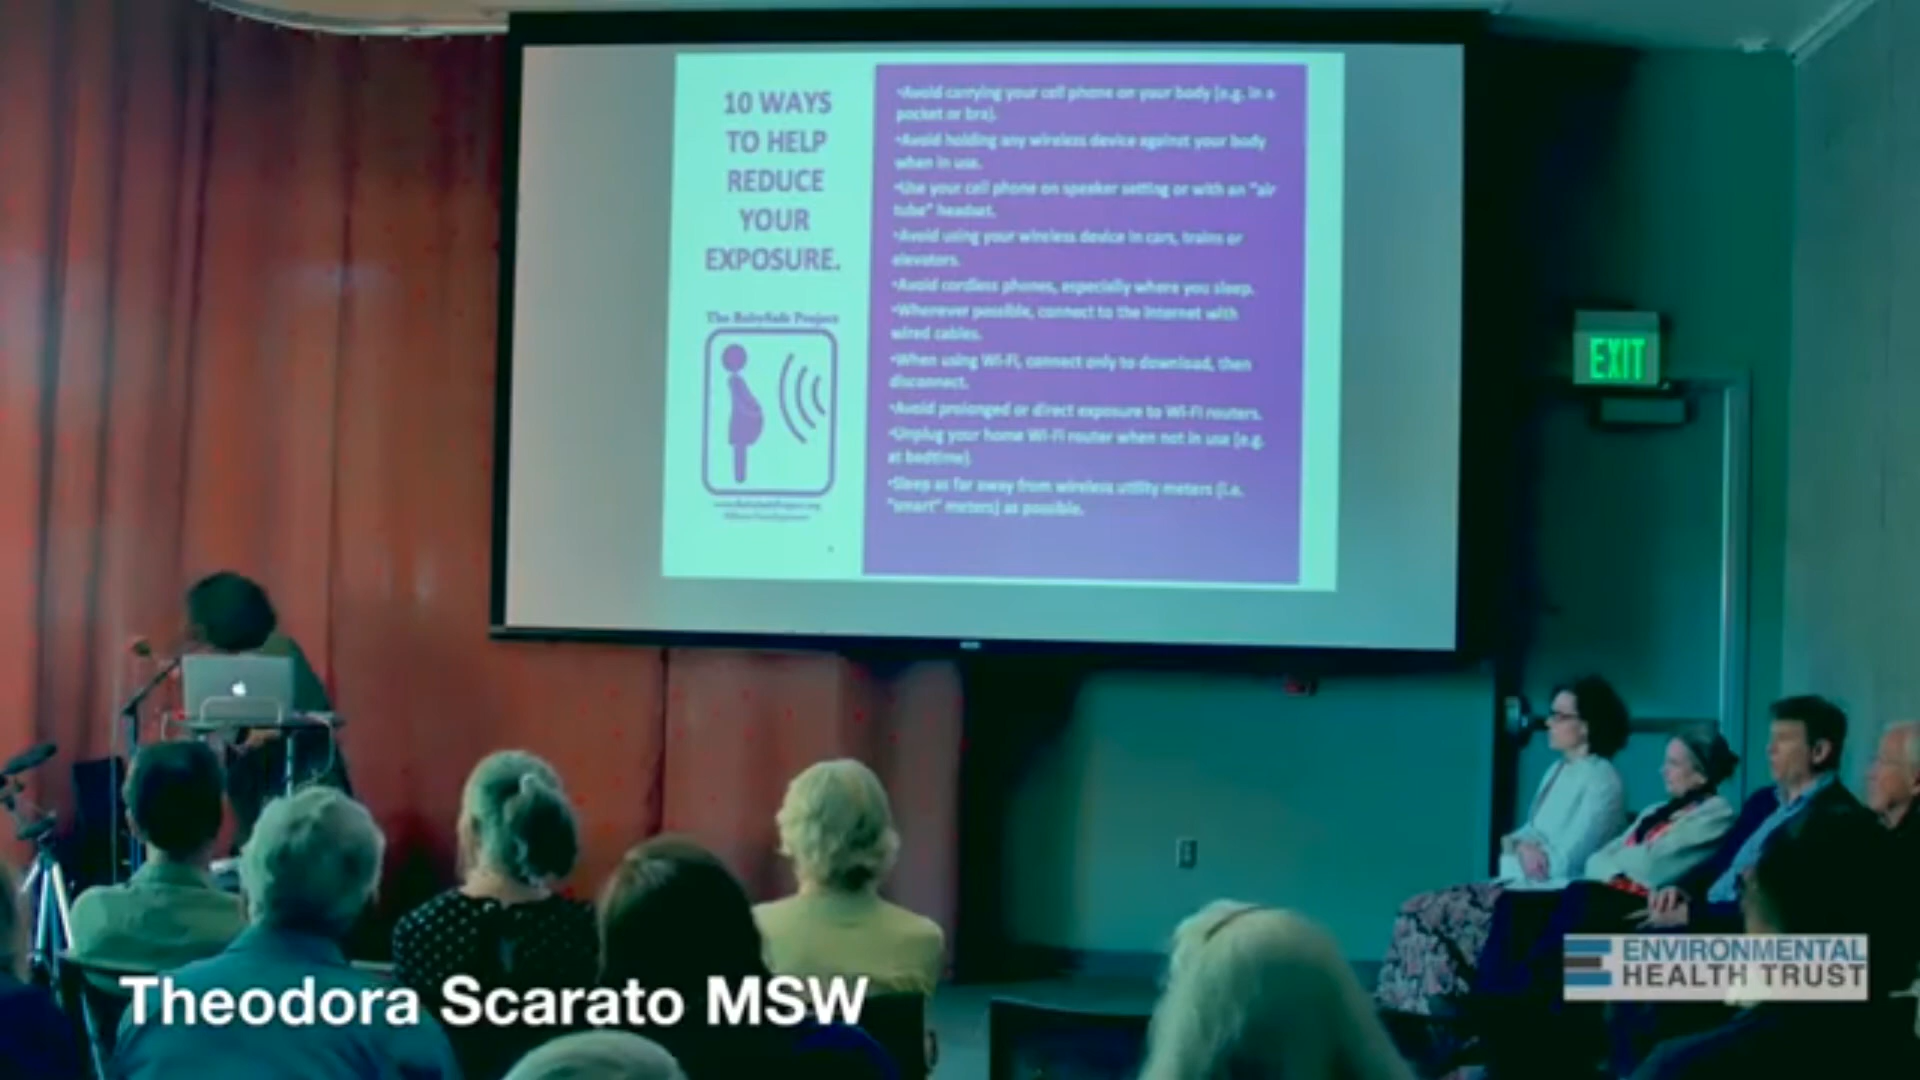 10 WAYS
TO HELP
REDUCE
YOUR
EXPOSURE.
The BabySafe Project
•Avoid carrying your cell phone on your body (e.g. in a
pocket or bra).
•Avoid holding any wireless device against your body
when in use.
•Use your cell phone on speaker setting or with an "air
tube" headset.
•Avoid using your wireless device in cars, trains or
elevators.
•Avoid cordless phones, especially where you sleep.
•Wherever possible, connect to the internet with
wired cables.
•When using Wi-Fi, connect only to download, then
disconnect.
•Avoid prolonged or direct exposure to Wi-Fi routers.
•Unplug your home Wi-Fi router when not in use (e.g.
at bedtime).
•Sleep as far away from wireless utility meters (i.e.
"smart" meters) as possible.
EXIT
Theodora Scarato MSW
ENVIRONMENTAL
HEALTH TRUST